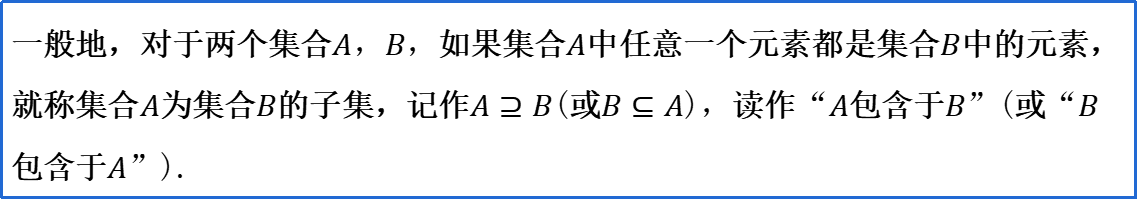 一般地，对于两个集合A，B，如果集合A中任意一个元素都是集合B中的元素，
就称集合A为集合B的子集，记作A ⊇ B(或B ⊆ A)，读作“A包含于B”(或“B
包含于A”).